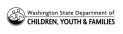 Washington State Department of
CHILDREN, YOUTH & FAMILIES